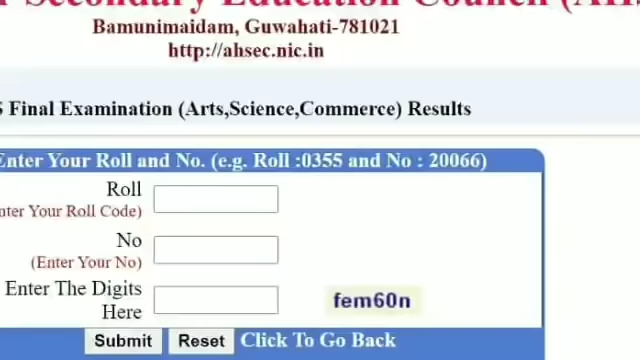 Secondary Education Council
Bamunimaidam, Guwahati-781021
http://ahsec.nic.in
S Final Examination (Arts,Science,Commerce) Results
Enter Your Roll and No. (e.g. Roll :0355 and No : 20066)
Roll
nter Your Roll Code)
No
(Enter Your No)
Enter The Digits
Here
fem60n
Submit Reset Click To Go Back